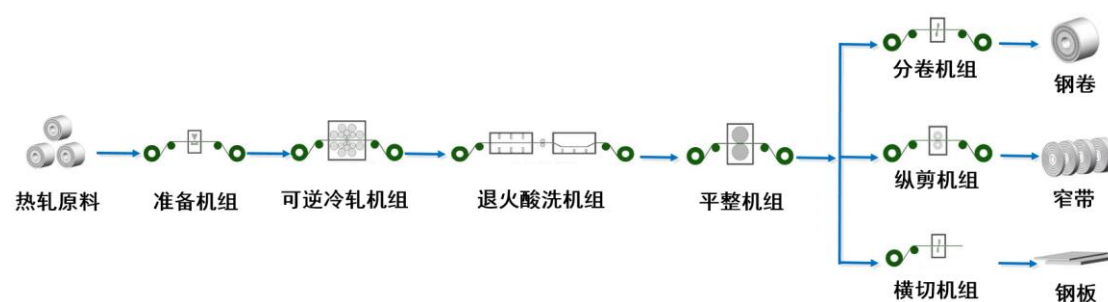 分卷机组
钢卷
热轧原料
准备机组
可逆冷轧机组
退火酸洗机组
平整机组
纵剪机组
窄带
横切机组
钢板